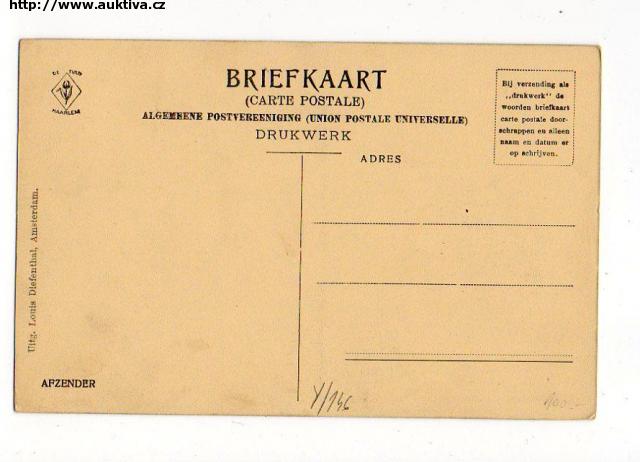 http://www.auktiva.cz
DE TULP
HAARLEM
BRIEFKAART
(CARTE POSTALE)
ALGEMEENE POSTVEREENIGING (UNION POSTALE UNIVERSELLE)
DRUKWERK
ADRES
Bij verzending als
„drukwerk" de
woorden briefkaart
carte postale door-
schrappen en alleen
naam en datum er
op schrijven.
Uitg. Louis Diefenthal, Amsterdam.
AFZENDER
Y/146